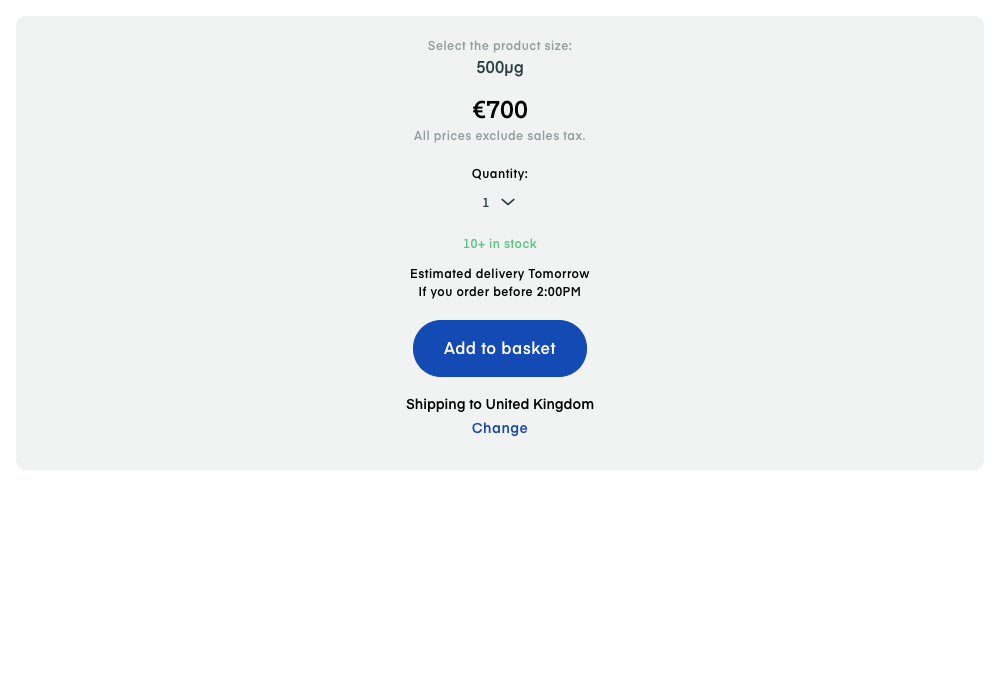 Select the product size:
500μg
€700
All prices exclude sales tax.
Quantity:
1
10+ in stock
Estimated delivery Tomorrow
If you order before 2:00PM
Add to basket
Shipping to United Kingdom
Change